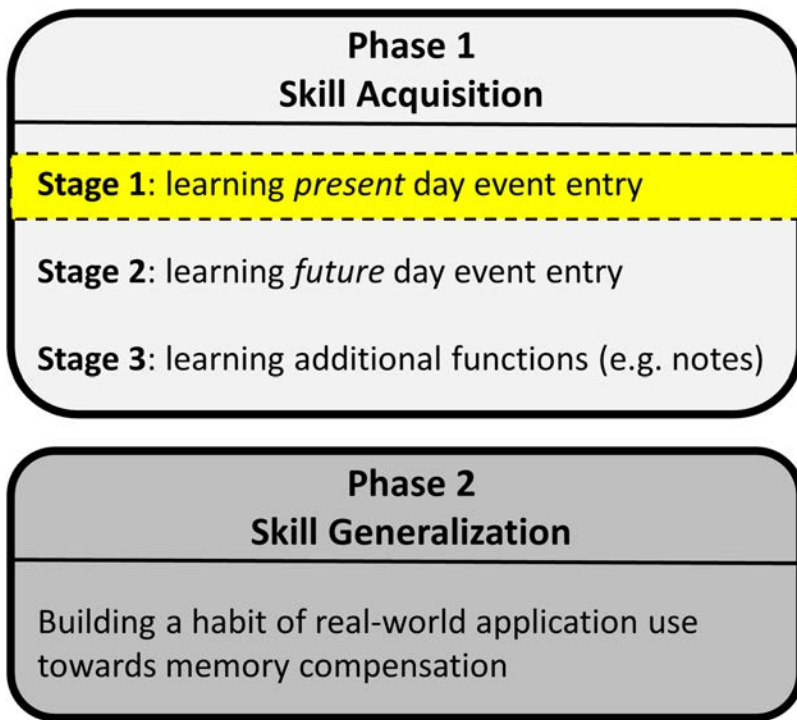 Phase 1
Skill Acquisition
Stage 1: learning present day event entry
Stage 2: learning future day event entry
Stage 3: learning additional functions (e.g. notes)
Phase 2
Skill Generalization
Building a habit of real-world application use
towards memory compensation